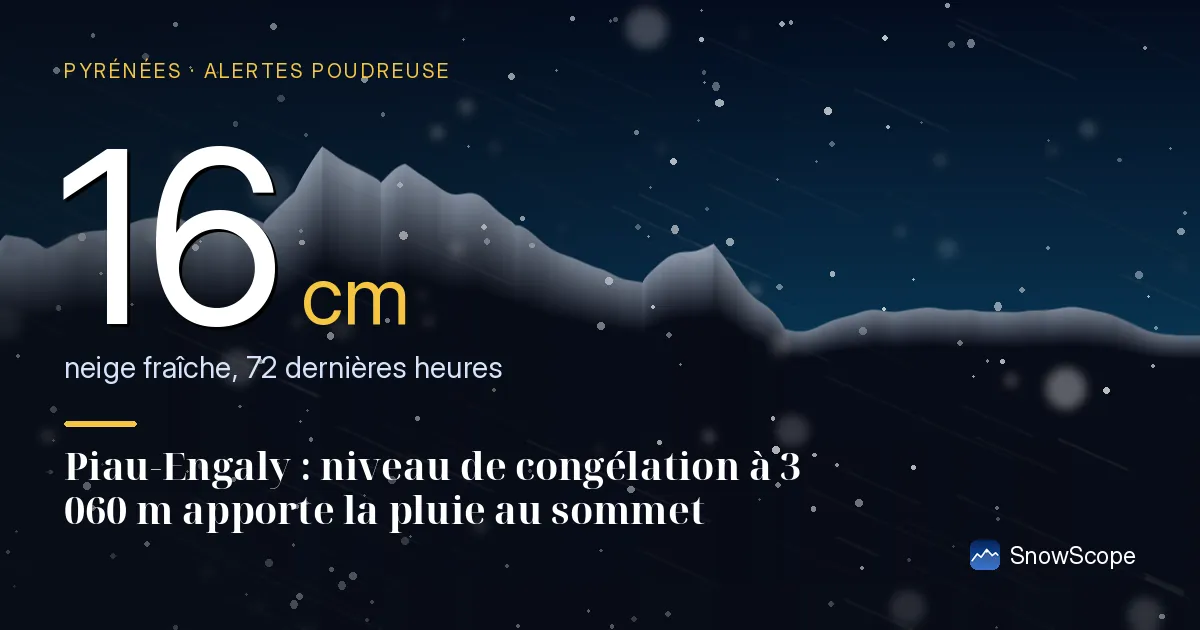 PYRÉNÉES · ALERTES POUDREUSE
16 cm
neige fraîche, 72 dernières heures
Piau-Engaly : niveau de congélation à 3
060 m apporte la pluie au sommet
SnowScope